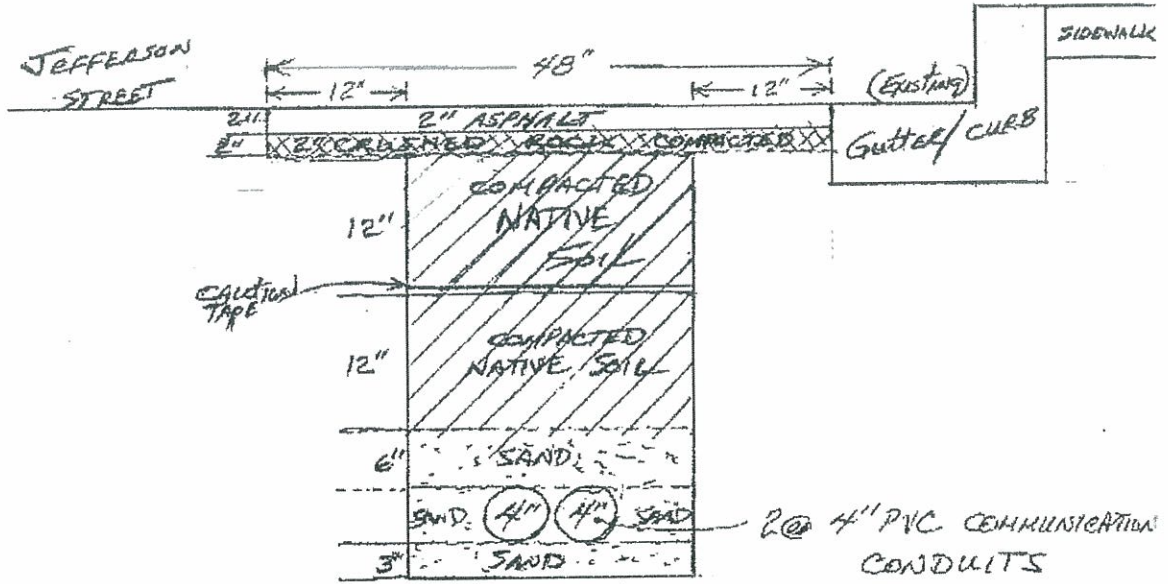 JEFFERSON
STREET
SIDEWALK
48"
12"
12"
(EXISTING)
Gutter/CURB
2"
2" ASPHALT
2"
2" CRUSHED ROCK COMPACTED
COMPACTED
NATIVE
SOIL
12"
CAUTION
TAPE
COMPACTED
NATIVE SOIL
12"
6"
SAND
SAND
4"
4"
SAND
2@ 4" PVC COMMUNICATION
CONDUITS
3"
SAND